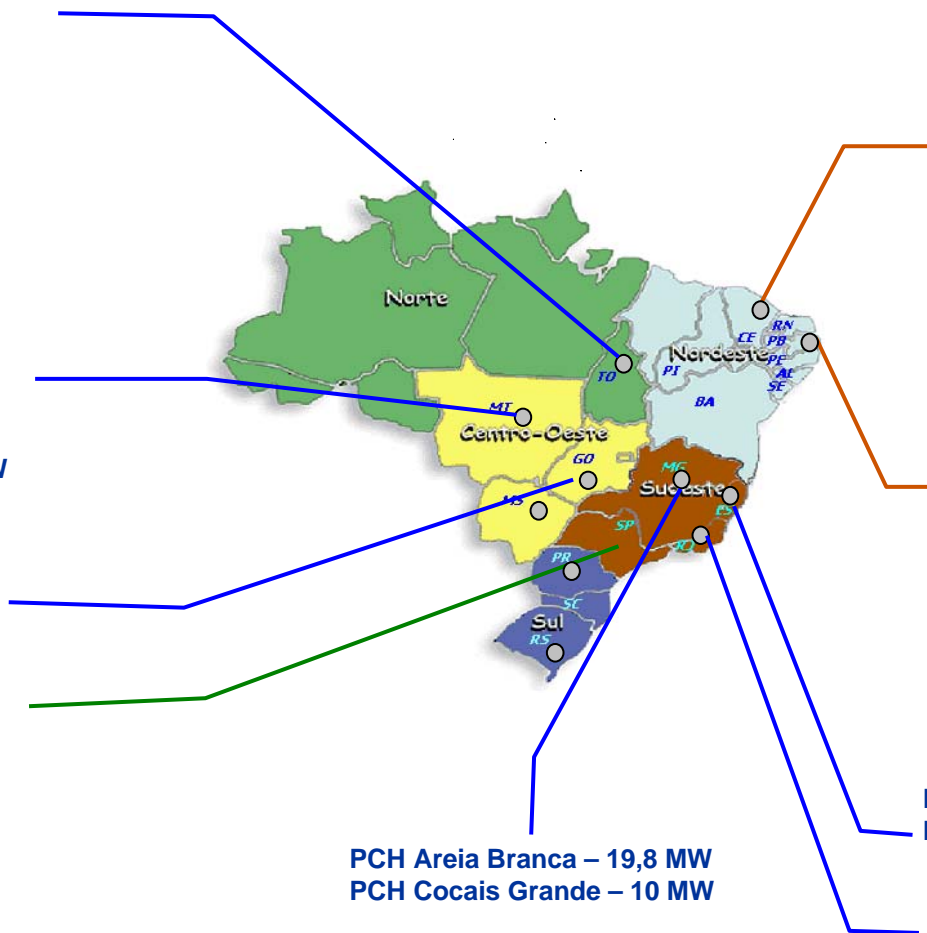 Norte
CE
RN
PB
Nordeste
PE
PI
AL
SE
TO
BA
MT
Centro-Oeste
GO
MG
Sudeste
MS
ES
SP
RJ
PR
SC
Sul
RS
PCH Areia Branca – 19,8 MW
PCH Cocais Grande – 10 MW